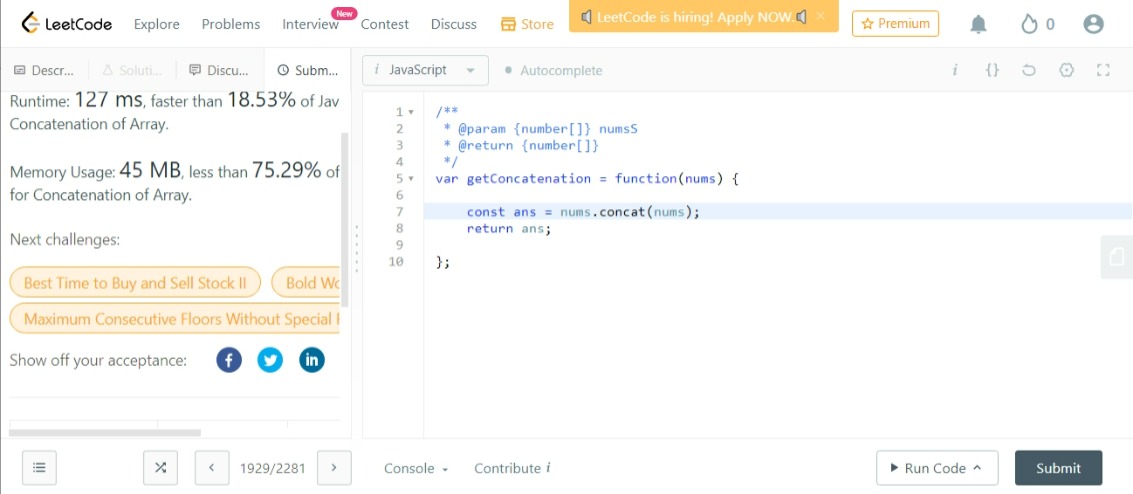 LeetCode Explore Problems Interview New Contest Discuss Store LeetCode is hiring! Apply NOW. × Premium 0
Descr... Soluti... Discu... Subm...
i JavaScript Autocomplete i {}
Runtime: 127 ms, faster than 18.53% of Jav
Concatenation of Array.
Memory Usage: 45 MB, less than 75.29% of
for Concatenation of Array.
Next challenges:
Best Time to Buy and Sell Stock II Bold Wo
Maximum Consecutive Floors Without Special F
Show off your acceptance: f in
1 /**
2 * @param {number[]} numsS
3 * @return {number[]}
4 */
5 var getConcatenation = function(nums) {
6
7 const ans = nums.concat(nums);
8 return ans;
9
10 };
< 1929/2281 > Console Contribute i Run Code Submit